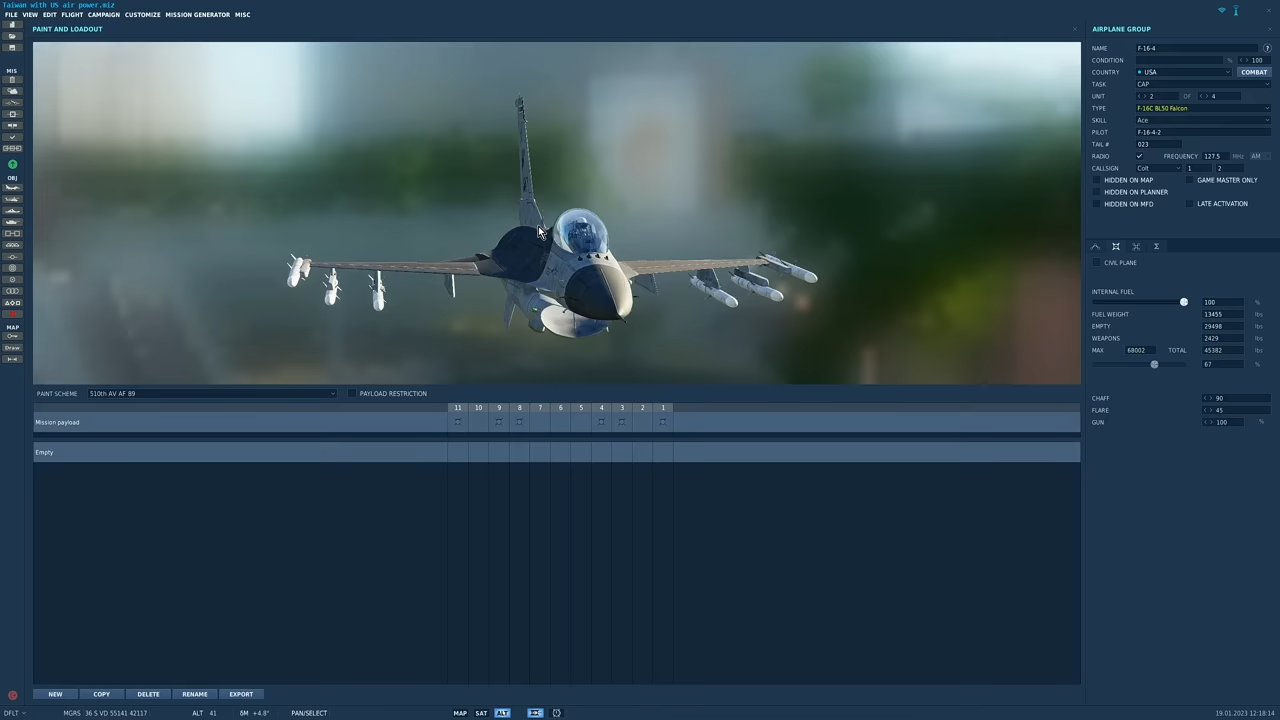 Taiwan with US air power.miz
FILE VIEW EDIT FLIGHT CAMPAIGN CUSTOMIZE MISSION GENERATOR MISC
PAINT AND LOADOUT
AIRPLANE GROUP
NAME F-16-4 ?
CONDITION % < > 100
COUNTRY USA COMBAT
TASK CAP
UNIT < > 2 OF < > 4
TYPE F-16C BL50 Falcon
SKILL Ace
PILOT F-16-4-2
TAIL # 023
RADIO FREQUENCY 127.5 MHz AM
CALLSIGN Colt 1 2
HIDDEN ON MAP GAME MASTER ONLY
HIDDEN ON PLANNER
HIDDEN ON MFD LATE ACTIVATION
CIVIL PLANE
INTERNAL FUEL 100 %
FUEL WEIGHT 13455 lbs
EMPTY 29498 lbs
WEAPONS 2429 lbs
MAX 68002 TOTAL 45382 lbs
67 %
CHAFF < > 90
FLARE < > 45
GUN < > 100 %
MIS
OBJ
MAP
Draw
PAINT SCHEME 510th AV AF 89 PAYLOAD RESTRICTION
11 10 9 8 7 6 5 4 3 2 1
Mission payload
Empty
NEW COPY DELETE RENAME EXPORT
DFLT MGRS 36 S VD 55141 42117 ALT 41 δM +4.8° PAN/SELECT MAP SAT ALT 19.01.2023 12:18:14